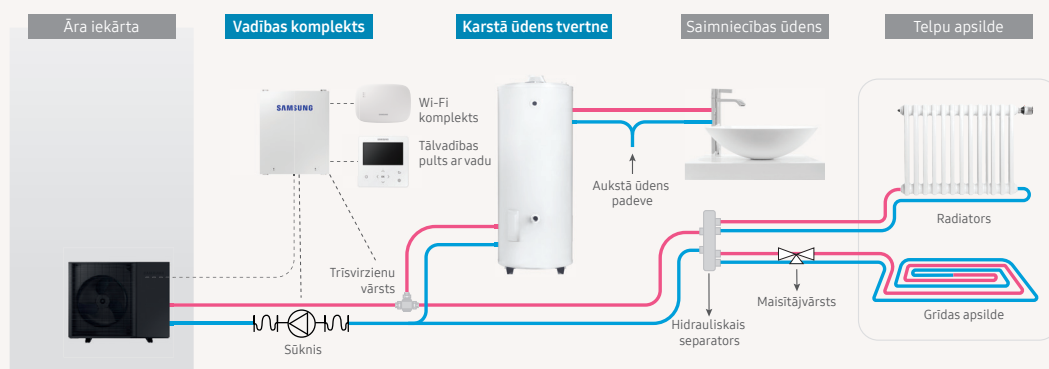 Āra iekārta
Vadības komplekts
Karstā ūdens tvertne
Saimniecības ūdens
Telpu apsilde
SAMSUNG
Wi-Fi
komplekts
Tālvadības
pults ar vadu
Aukstā ūdens
padeve
Trīsvirzienu
vārsts
Sūknis
Hidrauliskais
separators
Maisītājvārsts
Radiators
Grīdas apsilde